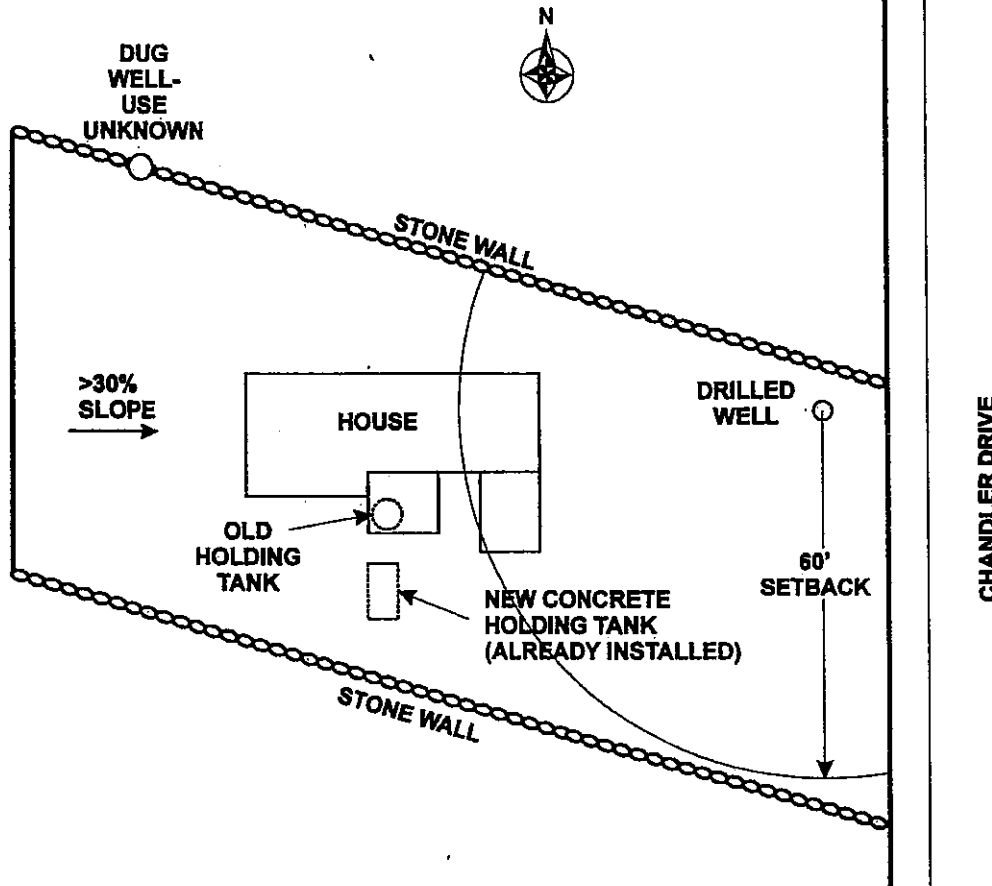 N
DUG
WELL-
USE
UNKNOWN
STONE WALL
>30%
SLOPE
HOUSE
DRILLED
WELL
CHANDLER DRIVE
OLD
HOLDING
TANK
60'
SETBACK
NEW CONCRETE
HOLDING TANK
(ALREADY INSTALLED)
STONE WALL